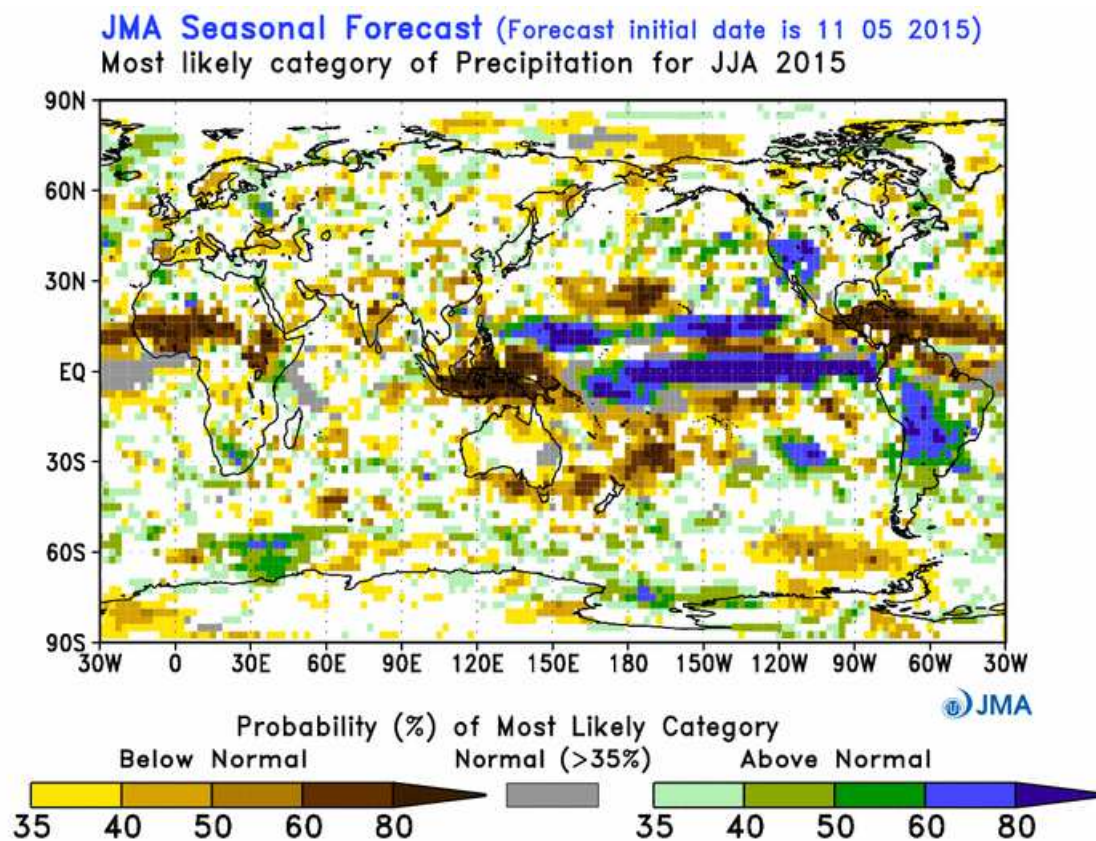 JMA Seasonal Forecast (Forecast initial date is 11 05 2015)
Most likely category of Precipitation for JJA 2015
90N
60N
30N
EQ
30S
60S
90S
30W 0 30E 60E 90E 120E 150E 180 150W 120W 90W 60W 30W
JMA
Probability (%) of Most Likely Category
Below Normal Normal (>35%) Above Normal
35 40 50 60 80 35 40 50 60 80